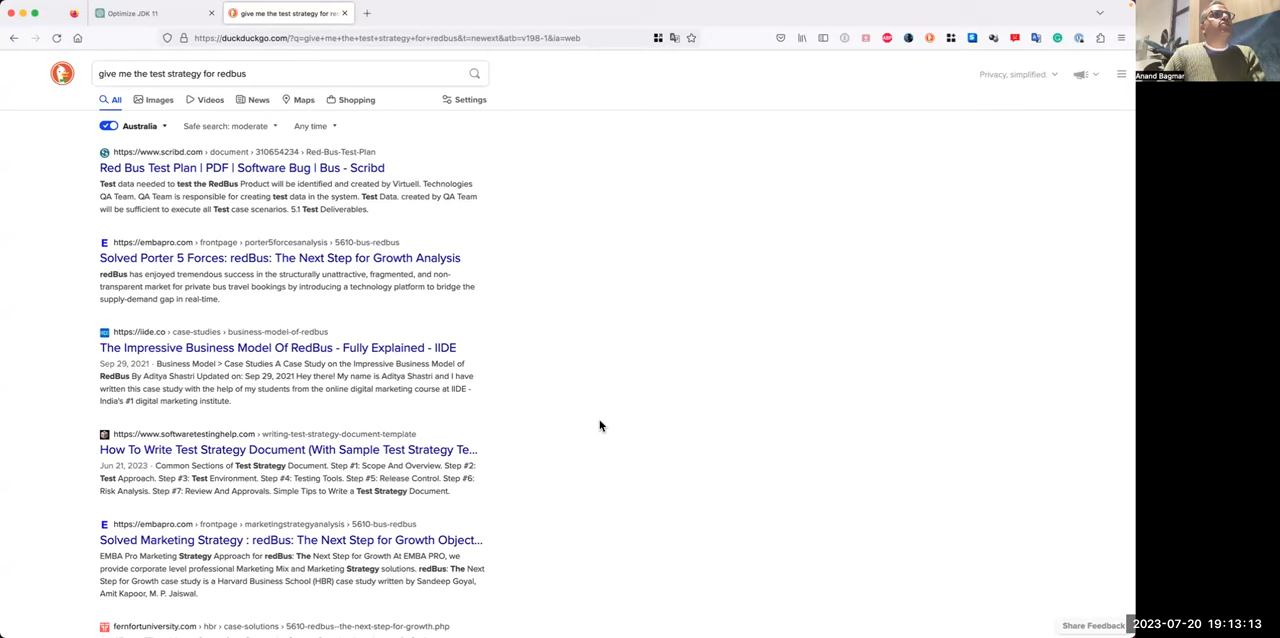 Optimize JDK 11
give me the test strategy for re
https://duckduckgo.com/?q=give+me+the+test+strategy+for+redbus&t=newext&atb=v198-1&ia=web
Anand Bagmar
give me the test strategy for redbus
Privacy, simplified.
All Images Videos News Maps Shopping Settings
Australia Safe search: moderate Any time
https://www.scribd.com › document › 310654234 › Red-Bus-Test-Plan
Red Bus Test Plan | PDF | Software Bug | Bus - Scribd
Test data needed to test the RedBus Product will be identified and created by Virtuell. Technologies
QA Team. QA Team is responsible for creating test data in the system. Test Data. created by QA Team
will be sufficient to execute all Test case scenarios. 5.1 Test Deliverables.
https://embapro.com › frontpage › porter5forcesanalysis › 5610-bus-redbus
Solved Porter 5 Forces: redBus: The Next Step for Growth Analysis
redBus has enjoyed tremendous success in the structurally unattractive, fragmented, and non-
transparent market for private bus travel bookings by introducing a technology platform to bridge the
supply-demand gap in real-time.
https://iide.co › case-studies › business-model-of-redbus
The Impressive Business Model Of RedBus - Fully Explained - IIDE
Sep 29, 2021 · Business Model > Case Studies A Case Study on the Impressive Business Model of
RedBus By Aditya Shastri Updated on: Sep 29, 2021 Hey there! My name is Aditya Shastri and I have
written this case study with the help of my students from the online digital marketing course at IIDE -
India's #1 digital marketing institute.
https://www.softwaretestinghelp.com › writing-test-strategy-document-template
How To Write Test Strategy Document (With Sample Test Strategy Te...
Jun 21, 2023 · Common Sections of Test Strategy Document. Step #1: Scope And Overview. Step #2:
Test Approach. Step #3: Test Environment. Step #4: Testing Tools. Step #5: Release Control. Step #6:
Risk Analysis. Step #7: Review And Approvals. Simple Tips to Write a Test Strategy Document.
https://embapro.com › frontpage › marketingstrategyanalysis › 5610-bus-redbus
Solved Marketing Strategy : redBus: The Next Step for Growth Object...
EMBA Pro Marketing Strategy Approach for redBus: The Next Step for Growth At EMBA PRO, we
provide corporate level professional Marketing Mix and Marketing Strategy solutions. redBus: The Next
Step for Growth case study is a Harvard Business School (HBR) case study written by Sandeep Goyal,
Amit Kapoor, M. P. Jaiswal.
https://fernfortuniversity.com › hbr › case-solutions › 5610-redbus--the-next-step-for-growth.php
Share Feedback
2023-07-20 19:13:13